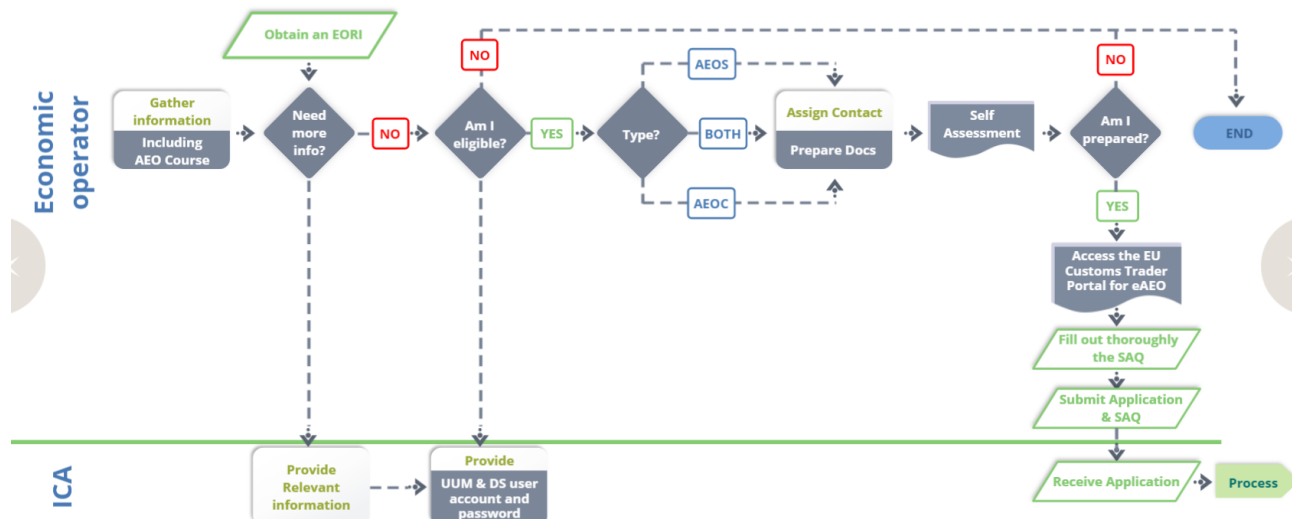 Economic
operator
Obtain an EORI
Gather
information
Including
AEO Course
Need
more
info?
NO
NO
Am I
eligible?
YES
Type?
AEOS
BOTH
AEOC
Assign Contact
Prepare Docs
Self
Assessment
Am I
prepared?
NO
END
YES
Access the EU
Customs Trader
Portal for eAEO
Fill out thoroughly
the SAQ
Submit Application
& SAQ
ICA
Provide
Relevant
information
Provide
UUM & DS user
account and
password
Receive Application
Process